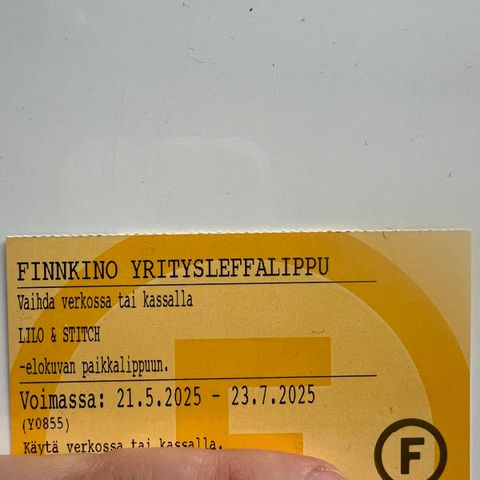 FINNKINO YRITYSLEFFALIPPU
Vaihda verkossa tai kassalla
LILO & STITCH
-elokuvan paikkalippuun.
Voimassa: 21.5.2025 - 23.7.2025
(Y0855)
Käytä verkossa tai kassalla.
F